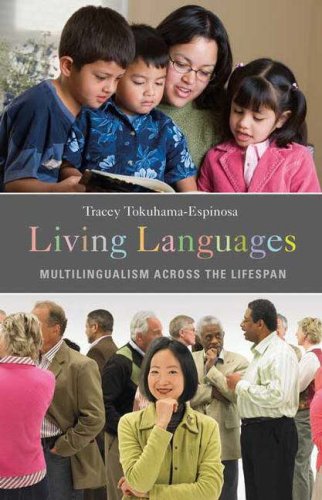 Tracey Tokuhama-Espinosa
Living Languages
MULTILINGUALISM ACROSS THE LIFESPAN